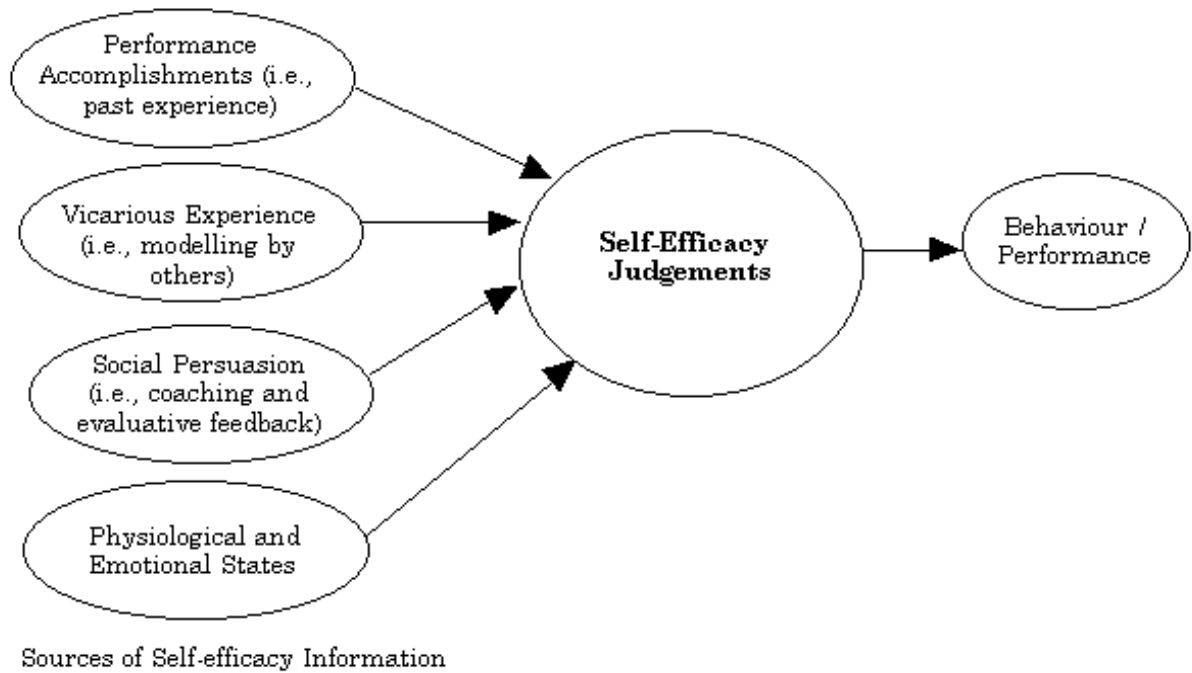 Performance
Accomplishments (i.e.,
past experience)
Vicarious Experience
(i.e., modelling by
others)
Social Persuasion
(i.e., coaching and
evaluative feedback)
Physiological and
Emotional States
Sources of Self-efficacy Information
Self-Efficacy
Judgements
Behaviour /
Performance